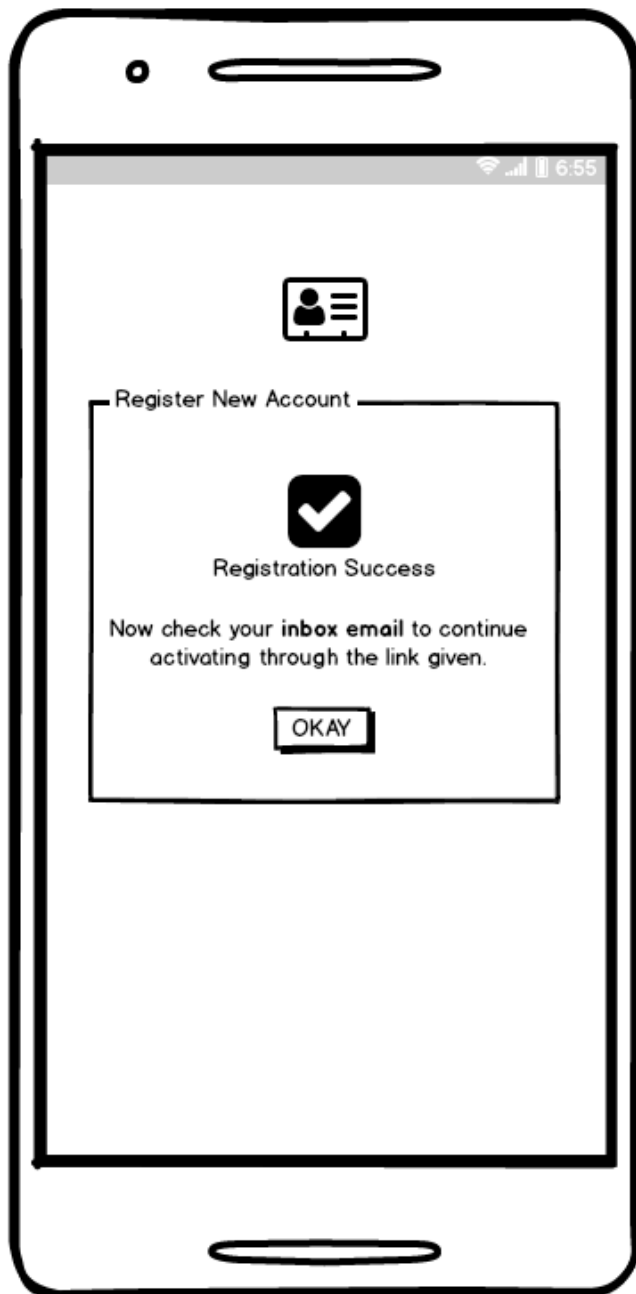 6:55
Register New Account
Registration Success
Now check your inbox email to continue
activating through the link given.
OKAY